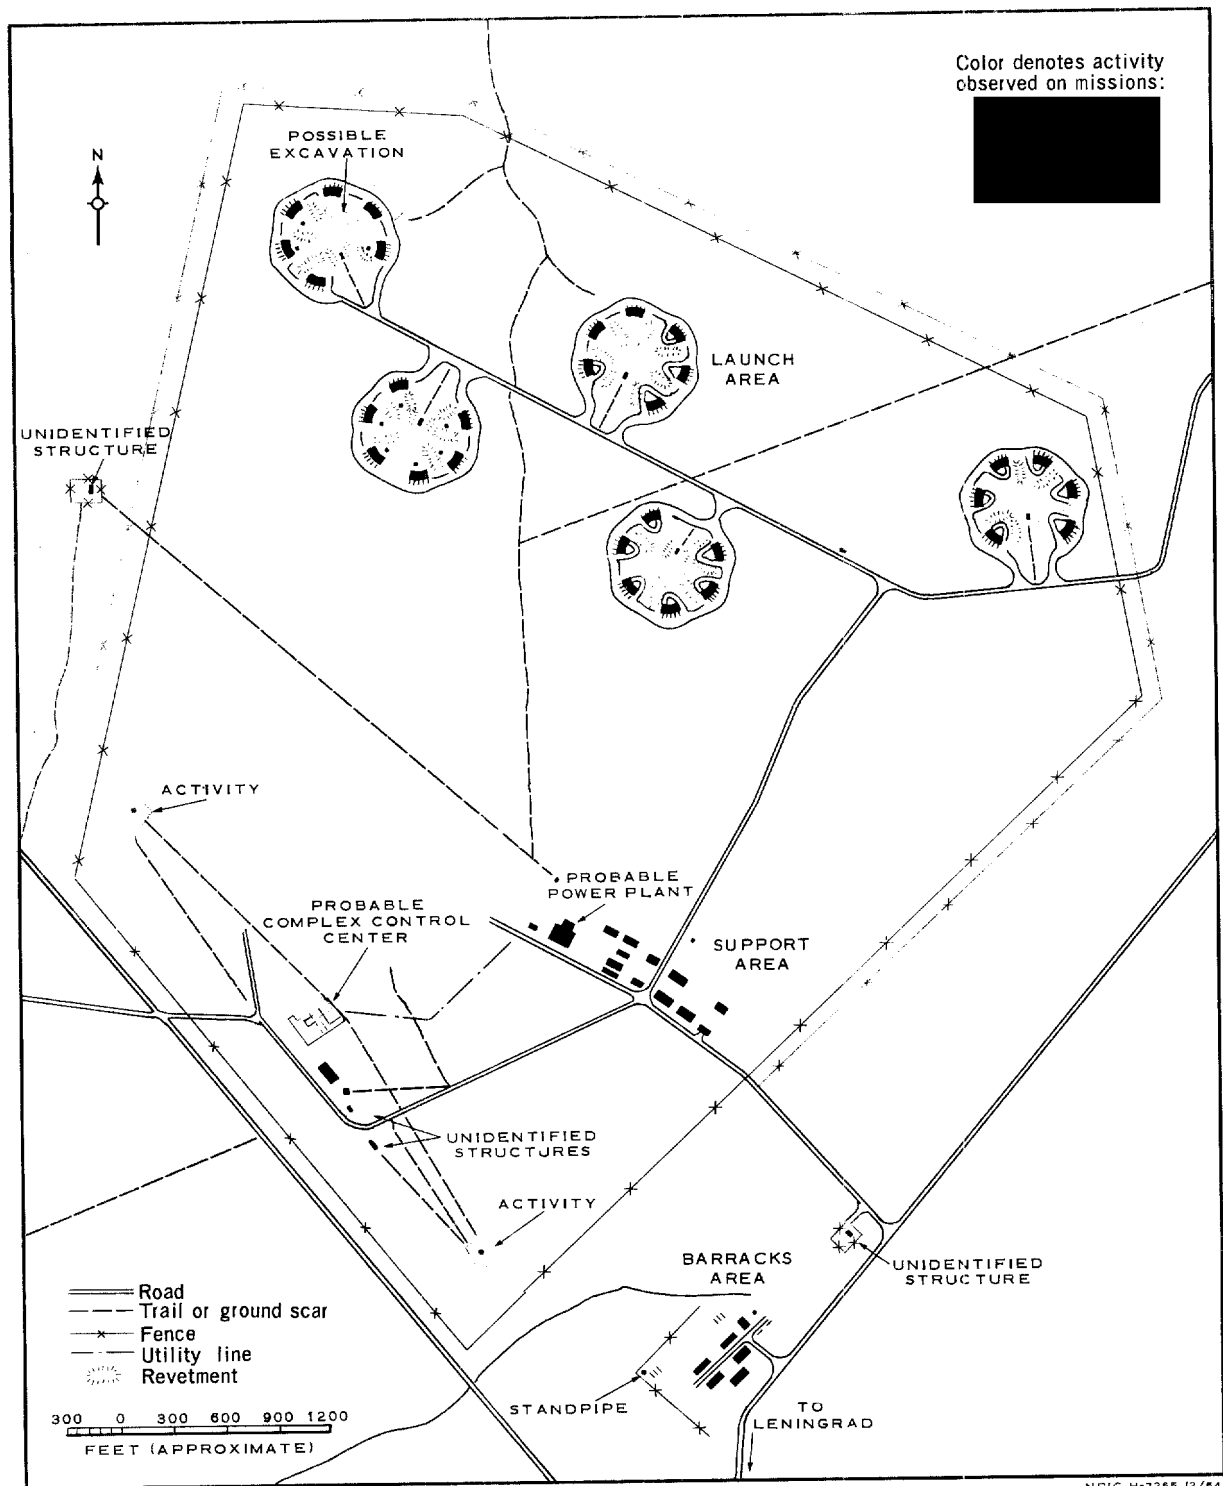 Color denotes activity
observed on missions:
N
POSSIBLE
EXCAVATION
LAUNCH
AREA
UNIDENTIFIED
STRUCTURE
ACTIVITY
PROBABLE
POWER PLANT
PROBABLE
COMPLEX CONTROL
CENTER
SUPPORT
AREA
UNIDENTIFIED
STRUCTURES
ACTIVITY
BARRACKS
AREA
UNIDENTIFIED
STRUCTURE
Road
Trail or ground scar
Fence
Utility line
Revetment
300 0 300 600 900 1200
FEET (APPROXIMATE)
STANDPIPE
TO
LENINGRAD